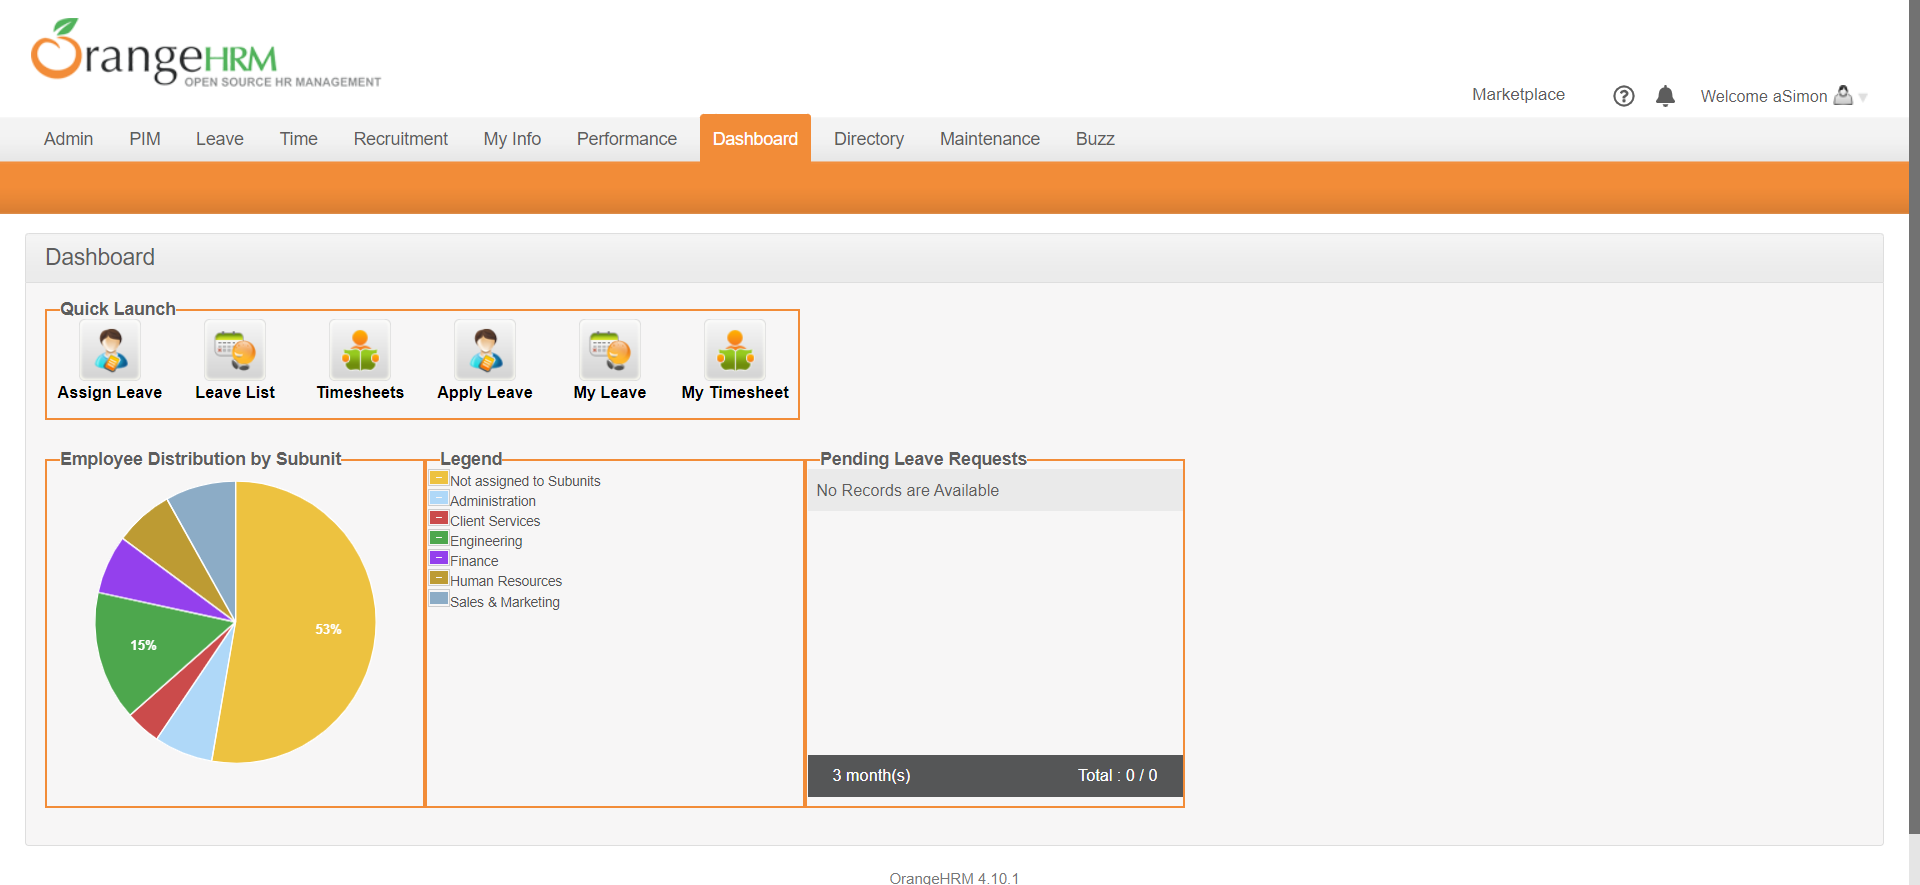 OrangeHRM
OPEN SOURCE HR MANAGEMENT
Marketplace
Welcome aSimon
Admin PIM Leave Time Recruitment My Info Performance Dashboard Directory Maintenance Buzz
Dashboard
Quick Launch
Assign Leave Leave List Timesheets Apply Leave My Leave My Timesheet
Employee Distribution by Subunit
53%
15%
Legend
Not assigned to Subunits
Administration
Client Services
Engineering
Finance
Human Resources
Sales & Marketing
Pending Leave Requests
No Records are Available
3 month(s) Total : 0 / 0
OrangeHRM 4.10.1